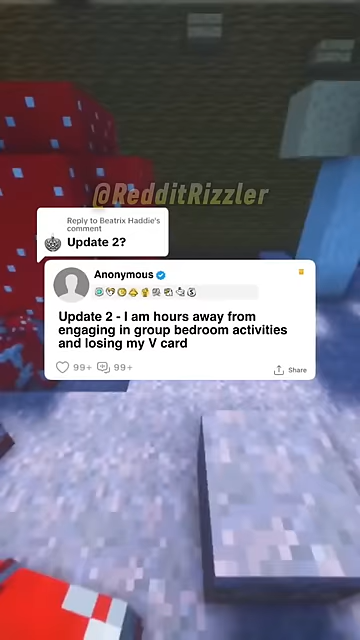 @RedditRizzler
Reply to Beatrix Haddie's
comment
Update 2?
Anonymous
Update 2 - I am hours away from
engaging in group bedroom activities
and losing my V card
99+ 99+
Share